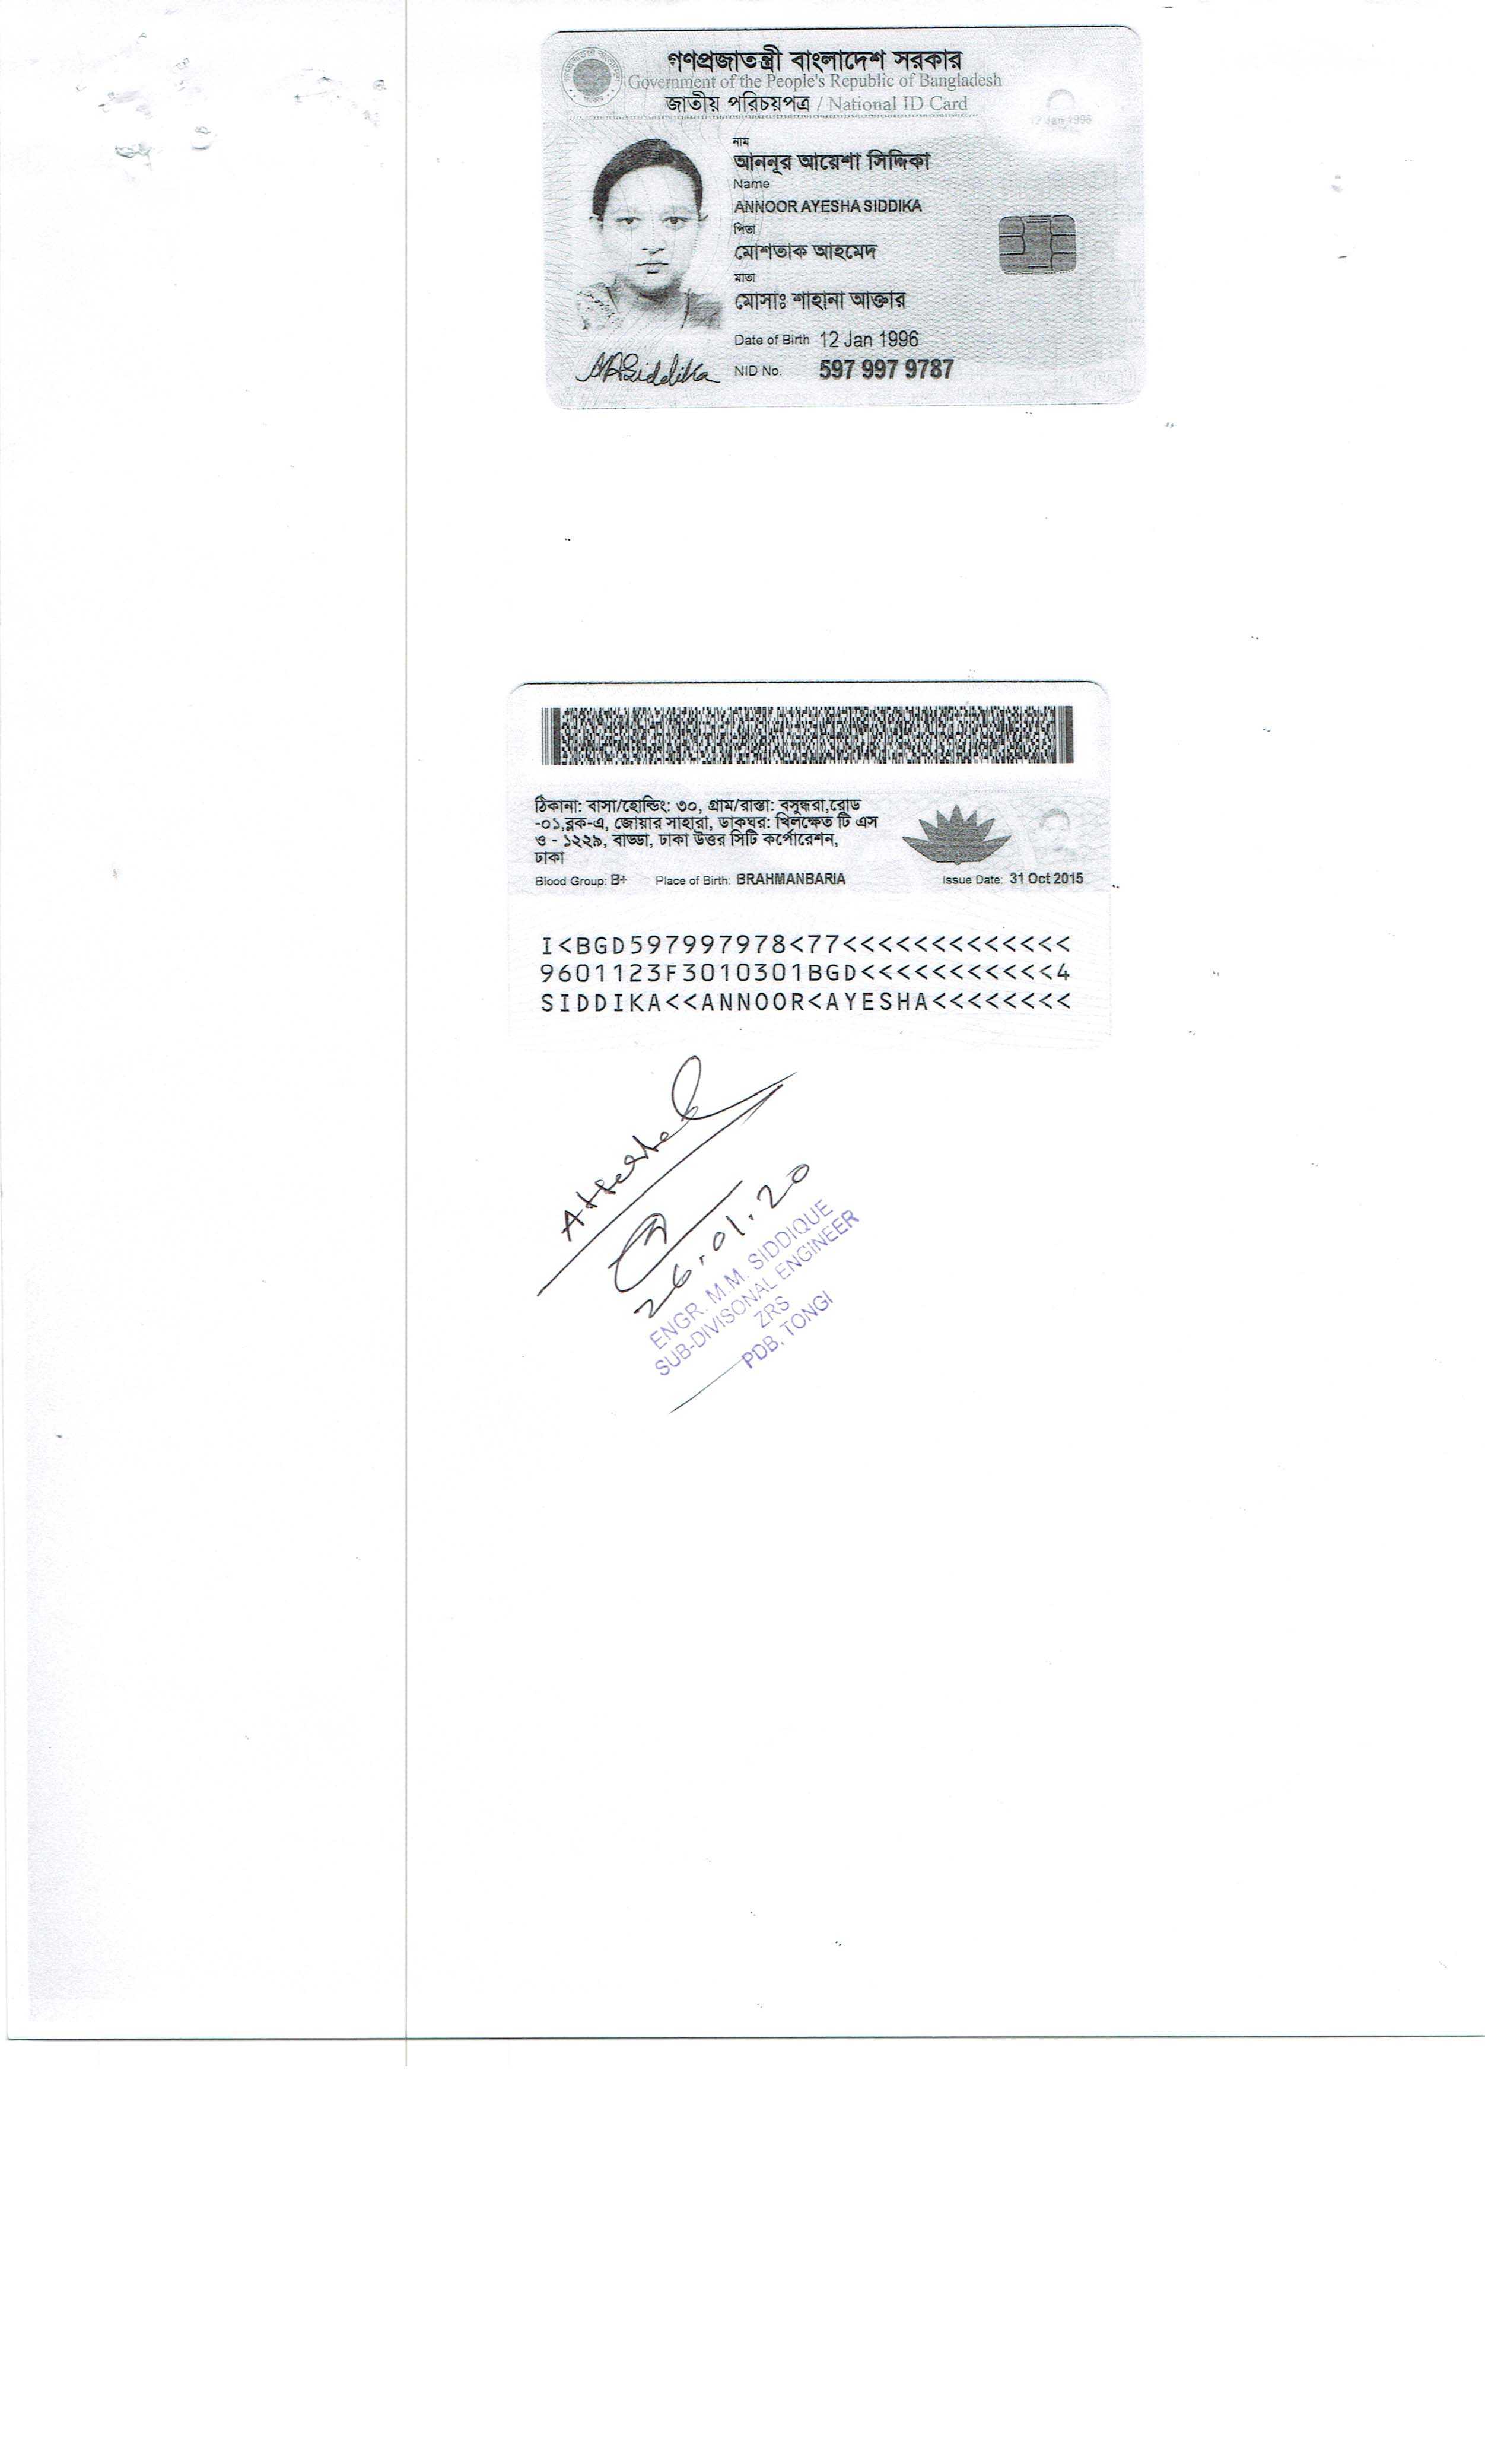 গণপ্রজাতন্ত্রী বাংলাদেশ সরকার
Government of the People's Republic of Bangladesh
জাতীয় পরিচয়পত্র / National ID Card
12 Jan 1996
নাম
আননূর আয়েশা সিদ্দিকা
Name
ANNOOR AYESHA SIDDIKA
পিতা
মোশতাক আহমেদ
মাতা
মোসাঃ শাহানা আক্তার
Date of Birth 12 Jan 1996
NID No. 597 997 9787
ঠিকানা: বাসা/হোল্ডিং: ৩০, গ্রাম/রাস্তা: বসুন্ধরা,রোড
-০১,ব্লক-এ, জোয়ার সাহারা, ডাকঘর: খিলক্ষেত টি এস
ও - ১২২৯, বাড্ডা, ঢাকা উত্তর সিটি কর্পোরেশন,
ঢাকা
Blood Group: B+ Place of Birth: BRAHMANBARIA Issue Date: 31 Oct 2015
I<BGD597997978<77<<<<<<<<<<<<<
9601123F3010301BGD<<<<<<<<<<<4
SIDDIKA<<ANNOOR<AYESHA<<<<<<<<
Attested
26.01.20
ENGR. M.M. SIDDIQUE
SUB-DIVISONAL ENGINEER
ZRS
PDB, TONGI